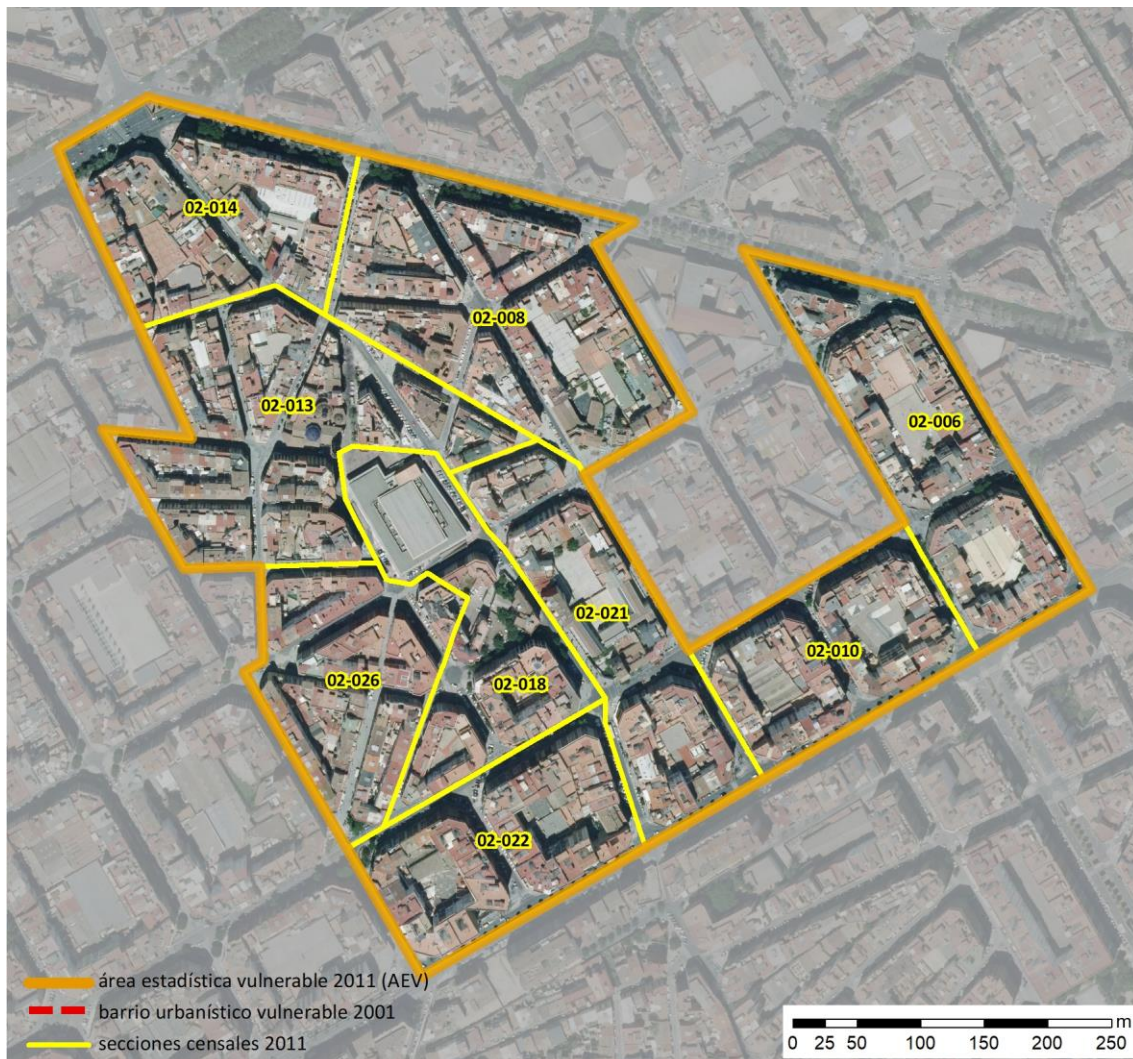 02-014
02-008
02-013
02-006
02-021
02-010
02-026
02-018
02-022
área estadística vulnerable 2011 (AEV)
barrio urbanístico vulnerable 2001
secciones censales 2011
m
0 25 50 100 150 200 250